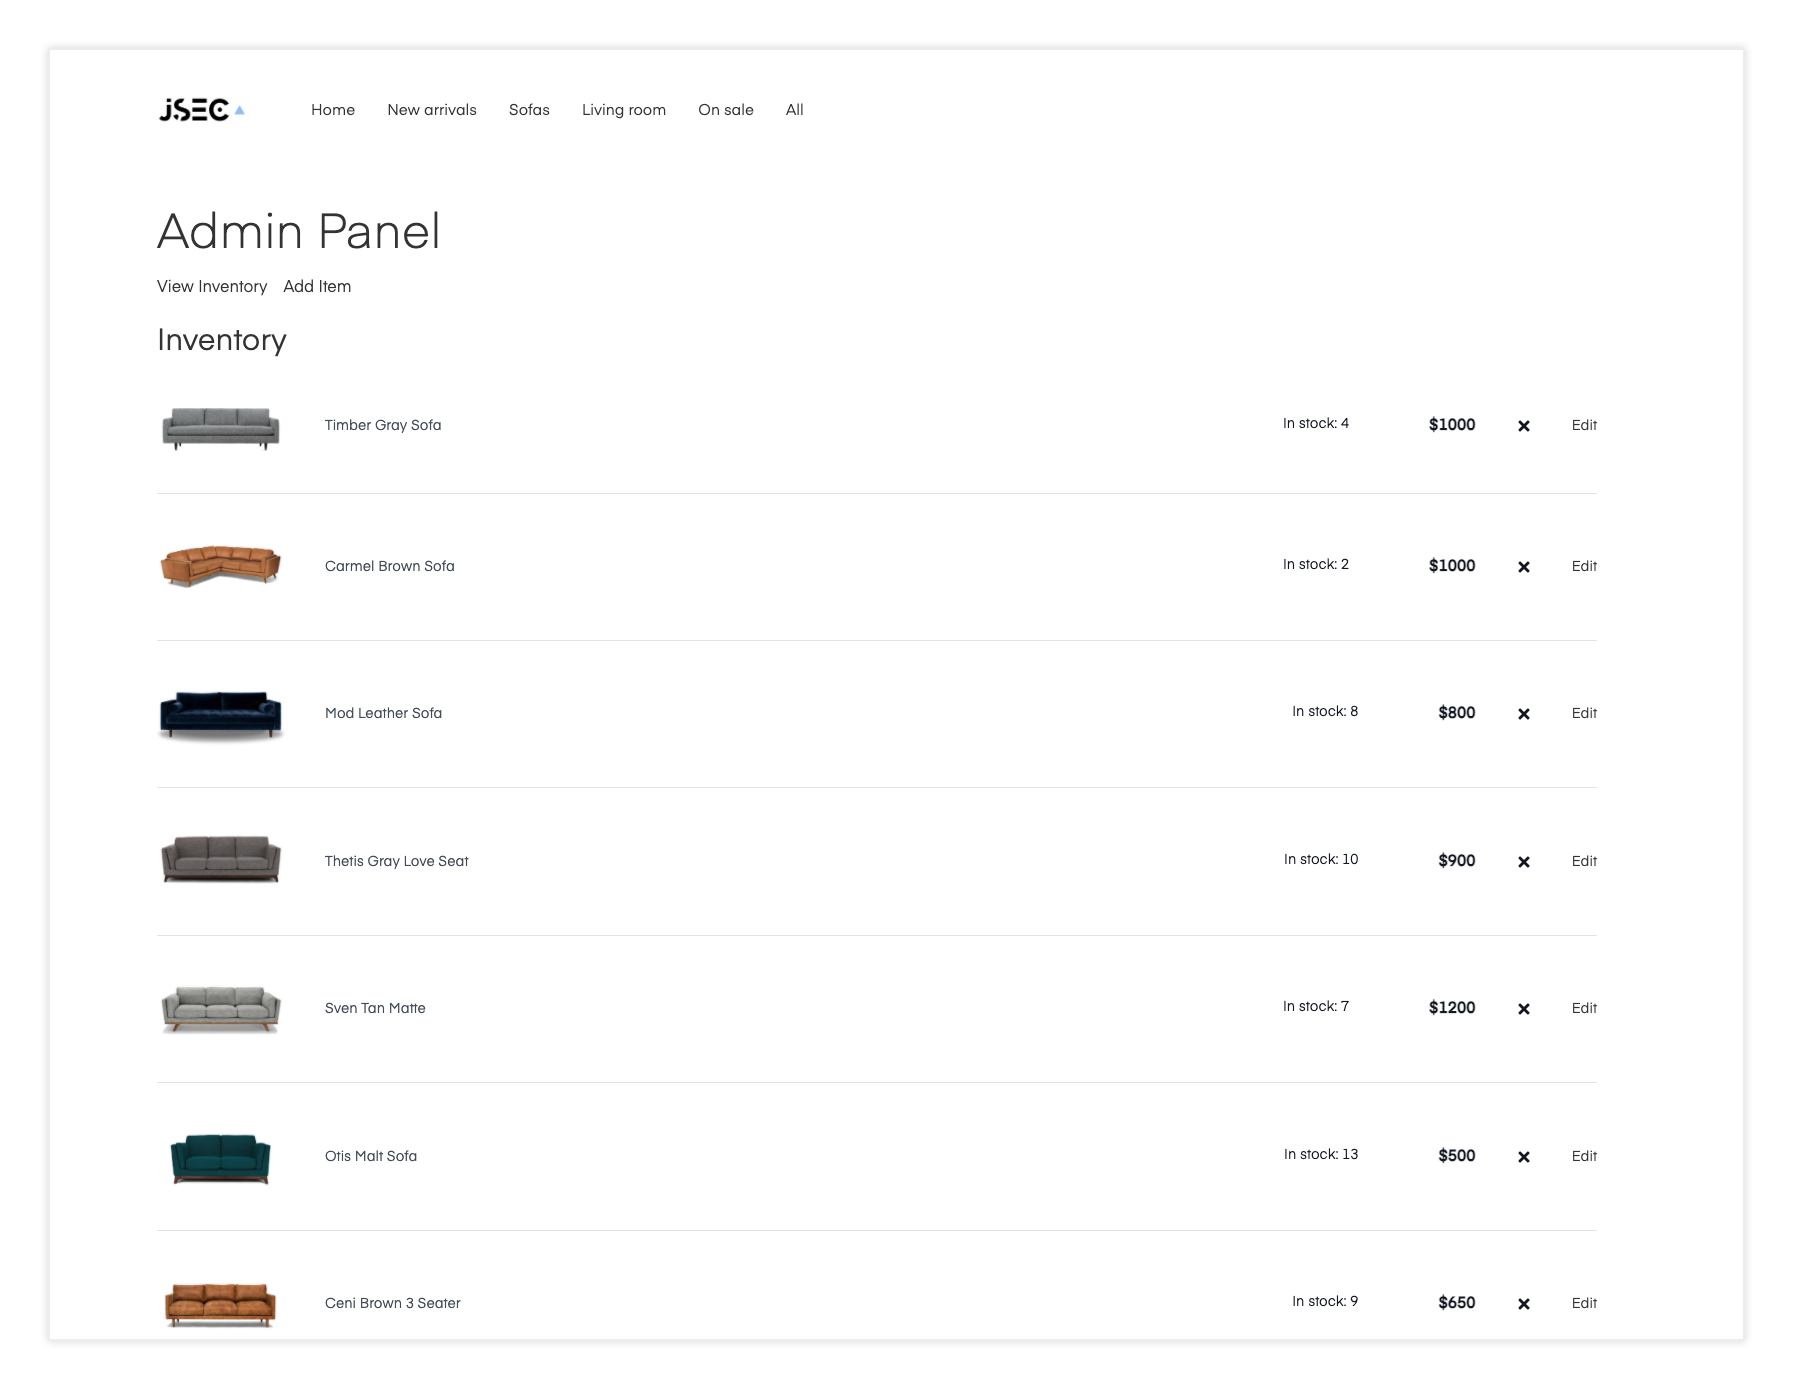 jSEC
Home New arrivals Sofas Living room On sale All
Admin Panel
View Inventory Add Item
Inventory
Timber Gray Sofa In stock: 4 $1000 Edit
Carmel Brown Sofa In stock: 2 $1000 Edit
Mod Leather Sofa In stock: 8 $800 Edit
Thetis Gray Love Seat In stock: 10 $900 Edit
Sven Tan Matte In stock: 7 $1200 Edit
Otis Malt Sofa In stock: 13 $500 Edit
Ceni Brown 3 Seater In stock: 9 $650 Edit